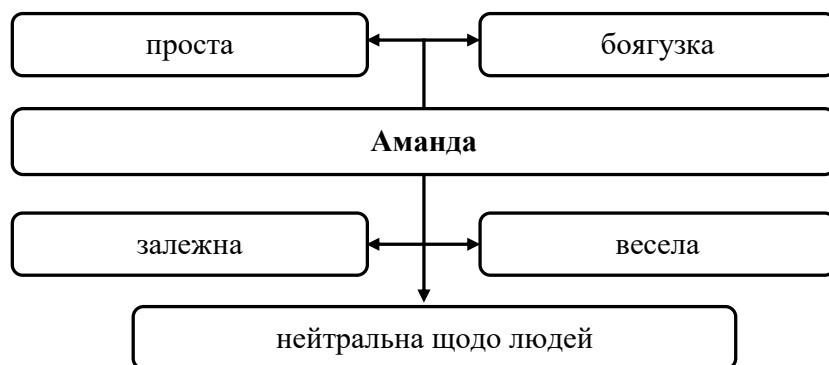 проста
боягузка
Аманда
залежна
весела
нейтральна щодо людей